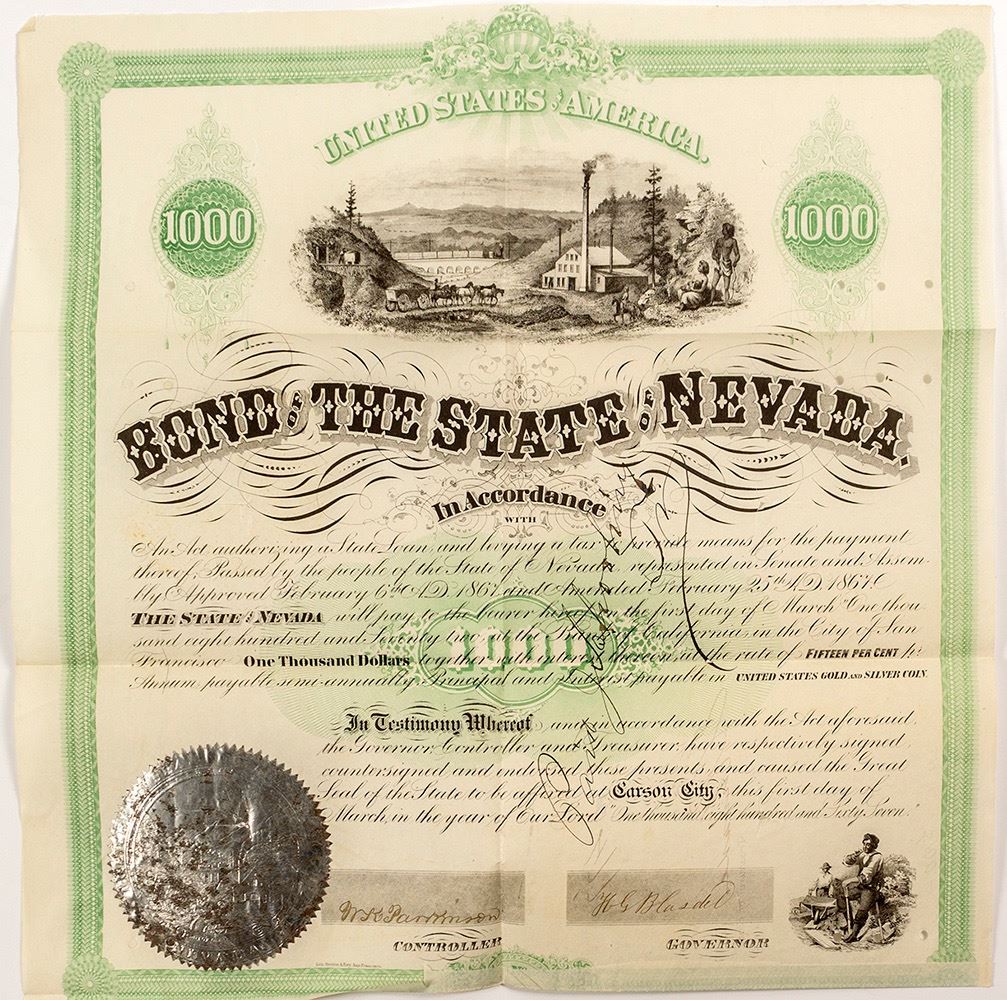 UNITED STATES OF AMERICA.
1000 1000
BOND OF THE STATE OF NEVADA.
In Accordance
WITH
An Act authorizing a State Loan, and levying a tax to provide means for the payment
thereof, Passed by the people of the State of Nevada, represented in Senate and Assem-
bly Approved February 6th A.D. 1867, and Amended February 25th A.D. 1867.
THE STATE OF NEVADA will pay to the bearer hereof the first day of March One thou-
sand eight hundred and Seventy two at the Bank of California, in the City of San
Francisco One Thousand Dollars together with interest thereon, at the rate of FIFTEEN PER CENT Pr
Annum, payable semi-annually, Principal and Interest payable in UNITED STATES GOLD AND SILVER COIN.
1000
In Testimony Whereof, and in accordance with the Act aforesaid,
the Governor, Controller and Treasurer, have respectively signed,
countersigned and endorsed these presents, and caused the Great
Seal of the State to be affixed at Carson City, this first day of
March, in the year of Our Lord "One thousand eight hundred and Sixty Seven."
W K Parkinson
CONTROLLER
H G Blasdel
GOVERNOR